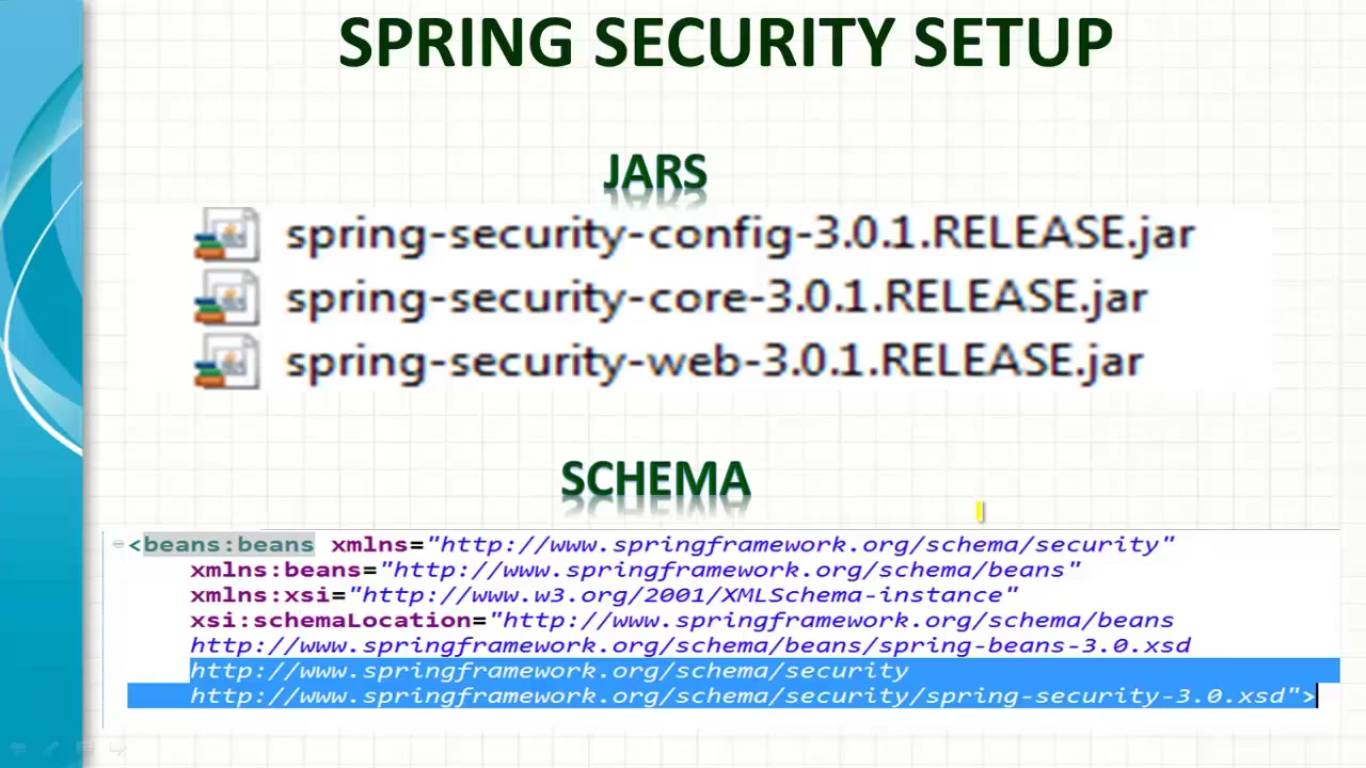 SPRING SECURITY SETUP
JARS
spring-security-config-3.0.1.RELEASE.jar
spring-security-core-3.0.1.RELEASE.jar
spring-security-web-3.0.1.RELEASE.jar
SCHEMA
<beans:beans xmlns="http://www.springframework.org/schema/security"
xmlns:beans="http://www.springframework.org/schema/beans"
xmlns:xsi="http://www.w3.org/2001/XMLSchema-instance"
xsi:schemaLocation="http://www.springframework.org/schema/beans
http://www.springframework.org/schema/beans/spring-beans-3.0.xsd
http://www.springframework.org/schema/security
http://www.springframework.org/schema/security/spring-security-3.0.xsd">